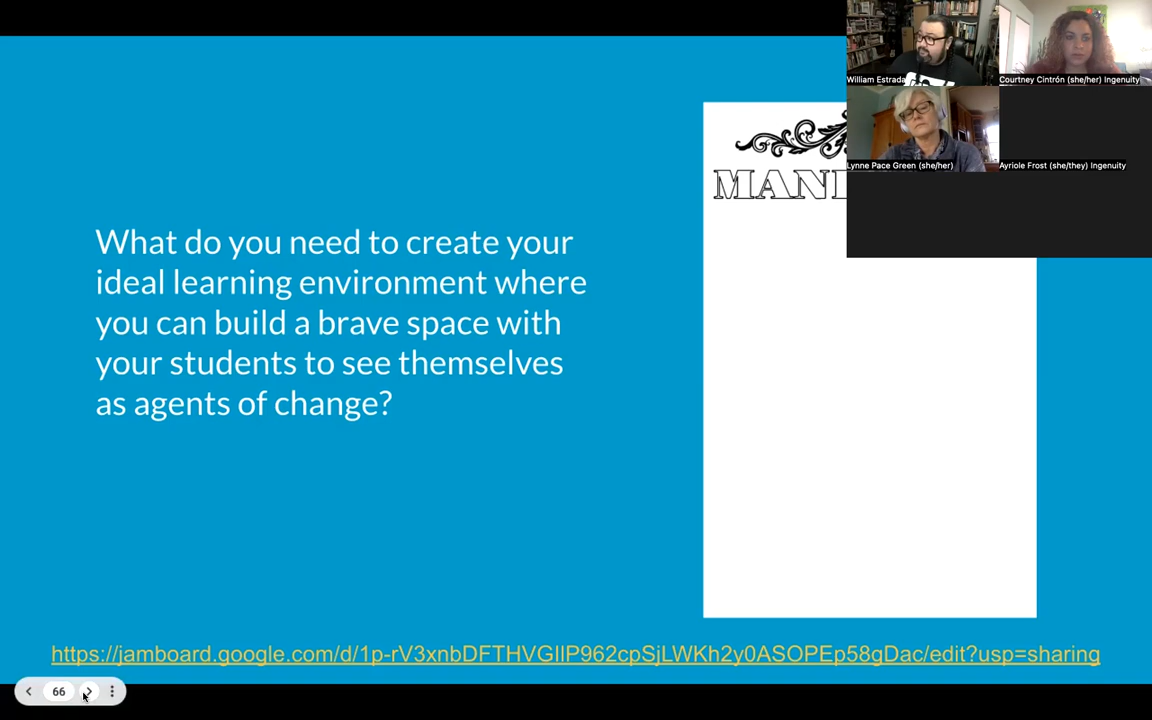 William Estrada
Courtney Cintrón (she/her) Ingenuity
Lynne Pace Green (she/her)
Ayriole Frost (she/they) Ingenuity
What do you need to create your
ideal learning environment where
you can build a brave space with
your students to see themselves
as agents of change?
https://jamboard.google.com/d/1p-rV3xnbDFTHVGIlP962cpSjLWKh2y0ASOPEp58gDac/edit?usp=sharing
66